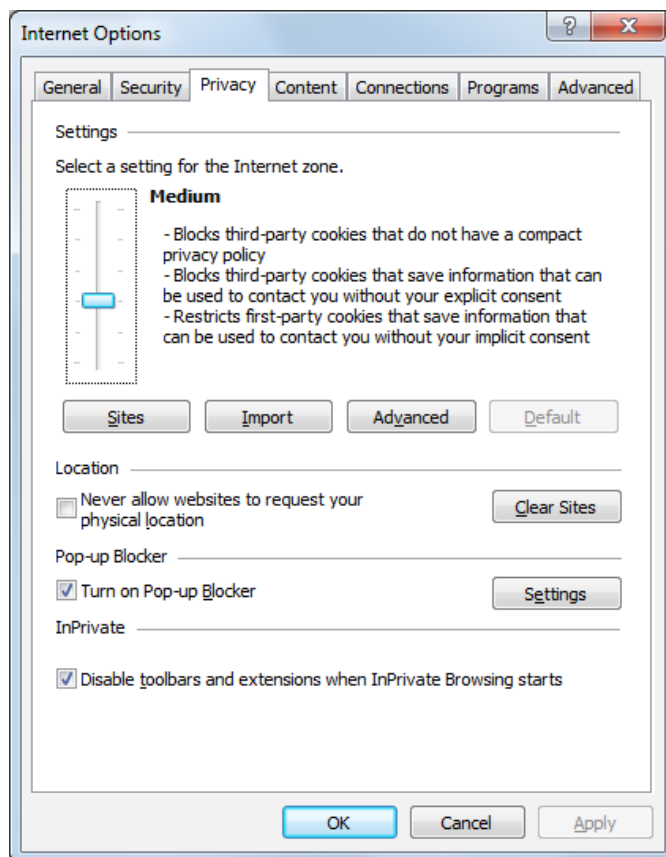 Internet Options
?
General Security Privacy Content Connections Programs Advanced
Settings
Select a setting for the Internet zone.
Medium
- Blocks third-party cookies that do not have a compact
privacy policy
- Blocks third-party cookies that save information that can
be used to contact you without your explicit consent
- Restricts first-party cookies that save information that
can be used to contact you without your implicit consent
Sites Import Advanced Default
Location
Never allow websites to request your
physical location
Clear Sites
Pop-up Blocker
Turn on Pop-up Blocker
Settings
InPrivate
Disable toolbars and extensions when InPrivate Browsing starts
OK Cancel Apply